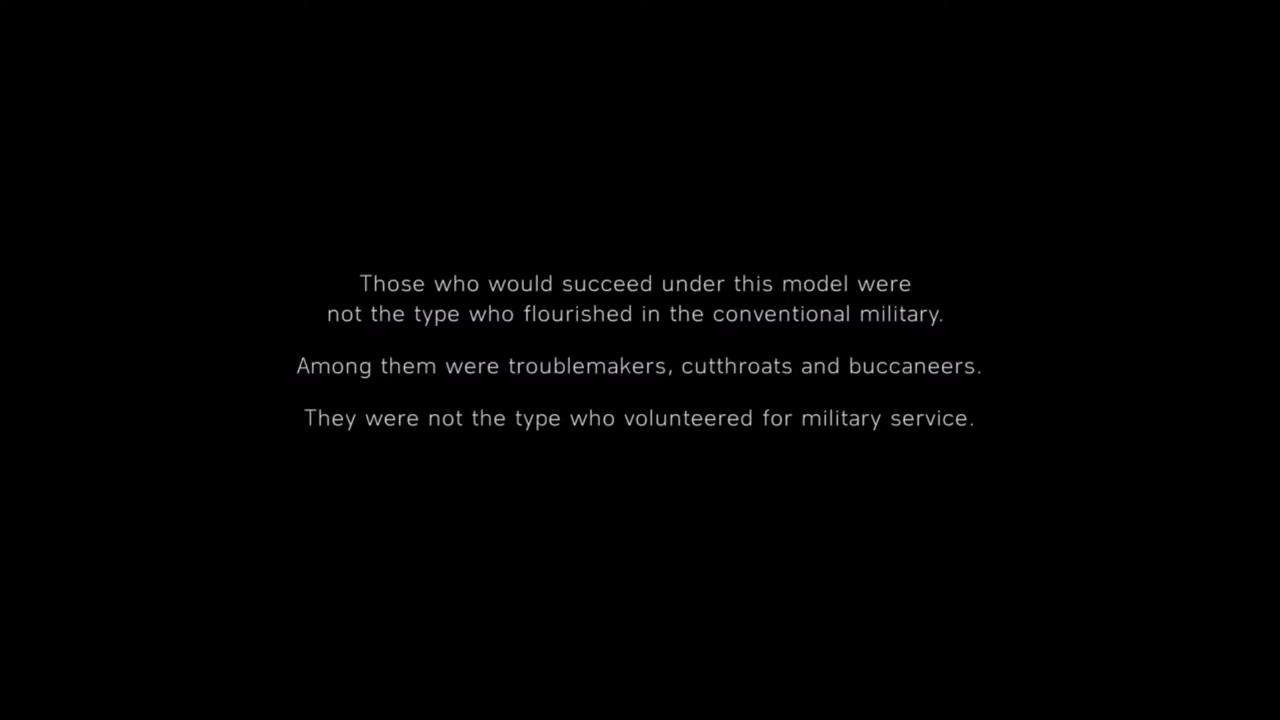 Those who would succeed under this model were
not the type who flourished in the conventional military.
Among them were troublemakers, cutthroats and buccaneers.
They were not the type who volunteered for military service.